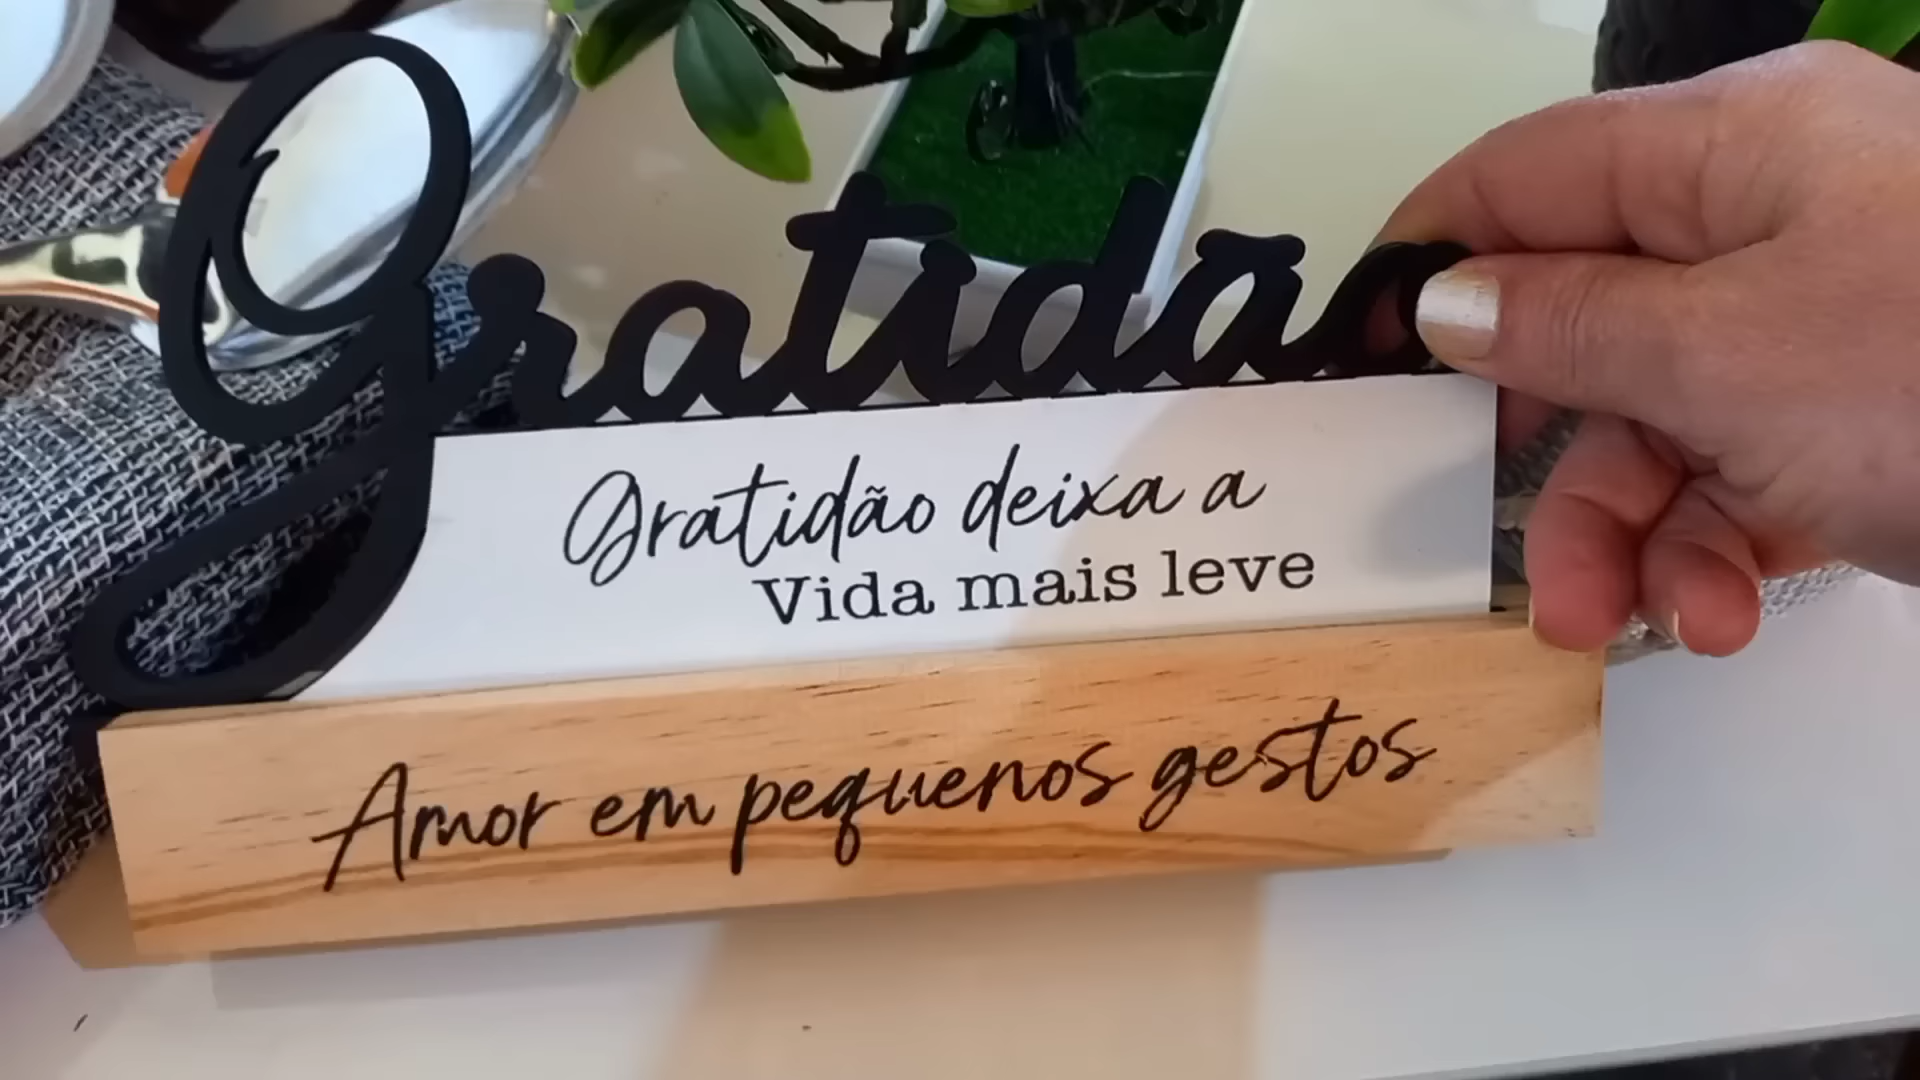 Gratidão
Gratidão deixa a
Vida mais leve
Amor em pequenos gestos